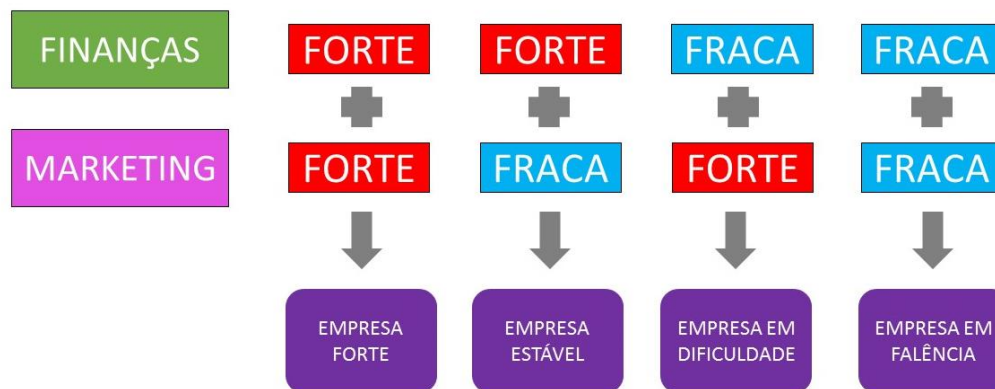 FINANÇAS FORTE FORTE FRACA FRACA
MARKETING FORTE FRACA FORTE FRACA
EMPRESA
FORTE
EMPRESA
ESTÁVEL
EMPRESA EM
DIFICULDADE
EMPRESA EM
FALÊNCIA